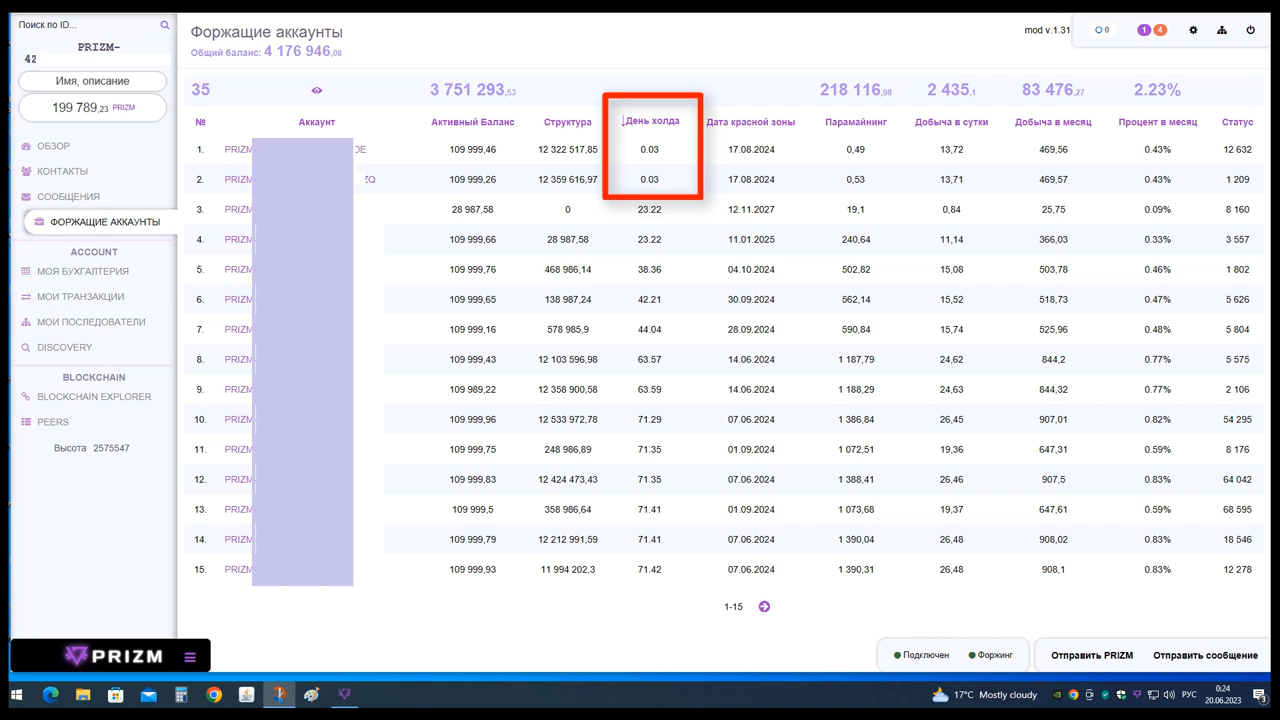 Поиск по ID...
PRIZM-
42
Имя, описание
199 789,23 PRIZM
ОБЗОР
КОНТАКТЫ
СООБЩЕНИЯ
ФОРЖАЩИЕ АККАУНТЫ
ACCOUNT
МОЯ БУХГАЛТЕРИЯ
МОИ ТРАНЗАКЦИИ
МОИ ПОСЛЕДОВАТЕЛИ
DISCOVERY
BLOCKCHAIN
BLOCKCHAIN EXPLORER
PEERS
Высота 2575547
PRIZM
Форжащие аккаунты
Общий баланс: 4 176 946,08
mod v.1.31
0
1 4
35 3 751 293,53 218 116,98 2 435,1 83 476,27 2.23%
№ Аккаунт Активный Баланс Структура ↓День холда Дата красной зоны Парамайнинг Добыча в сутки Добыча в месяц Процент в месяц Статус
1. PRIZM- DE 109 999,46 12 322 517,85 0.03 17.08.2024 0,49 13,72 469,56 0.43% 12 632
2. PRIZM- ZQ 109 999,26 12 359 616,97 0.03 17.08.2024 0,53 13,71 469,56 0.43% 1 209
3. PRIZM- 28 987,58 0 23.22 12.11.2027 19,1 0,84 25,75 0.09% 8 160
4. PRIZM- 109 999,66 28 987,58 23.22 11.01.2025 240,64 11,14 366,03 0.33% 3 557
5. PRIZM- 109 999,76 468 986,14 38.36 04.10.2024 502,82 15,08 503,78 0.46% 1 802
6. PRIZM- 109 999,65 138 987,24 42.21 30.09.2024 562,14 15,52 518,73 0.47% 5 626
7. PRIZM- 109 999,16 578 985,9 44.04 28.09.2024 590,84 15,74 525,96 0.48% 5 804
8. PRIZM- 109 999,43 12 103 596,98 63.57 14.06.2024 1 187,79 24,62 844,2 0.77% 5 575
9. PRIZM- 109 989,22 12 358 900,58 63.59 14.06.2024 1 188,29 24,63 844,32 0.77% 2 106
10. PRIZM- 109 999,96 12 533 972,78 71.29 07.06.2024 1 386,84 26,45 907,01 0.82% 54 295
11. PRIZM- 109 999,75 248 986,89 71.35 01.09.2024 1 072,51 19,36 647,61 0.59% 8 176
12. PRIZM- 109 999,83 12 424 473,43 71.35 07.06.2024 1 388,41 26,46 907,5 0.83% 64 042
13. PRIZM- 109 999,5 358 986,64 71.41 01.09.2024 1 073,68 19,37 647,61 0.59% 68 595
14. PRIZM- 109 999,79 12 212 991,59 71.41 07.06.2024 1 390,04 26,48 908,02 0.83% 18 546
15. PRIZM- 109 999,93 11 994 202,3 71.42 07.06.2024 1 390,31 26,48 908,1 0.83% 12 278
1-15
Подключен Форжинг Отправить PRIZM Отправить сообщение
17°C Mostly cloudy РУС 0:24
20.06.2023
3